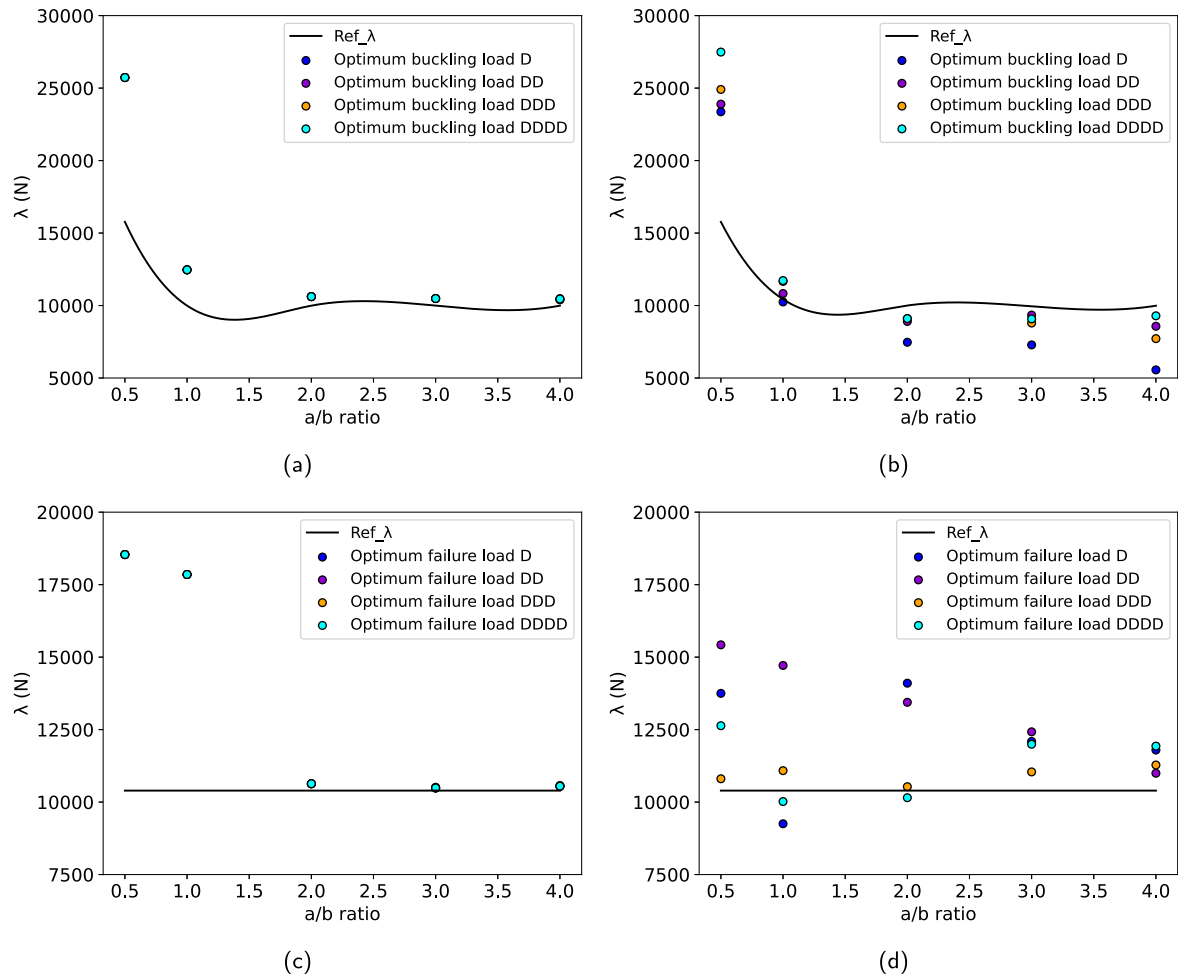 30000
25000
20000
15000
10000
5000
λ (N)
Ref_λ
Optimum buckling load D
Optimum buckling load DD
Optimum buckling load DDD
Optimum buckling load DDDD
0.5 1.0 1.5 2.0 2.5 3.0 3.5 4.0
a/b ratio
(a)
30000
25000
20000
15000
10000
5000
λ (N)
Ref_λ
Optimum buckling load D
Optimum buckling load DD
Optimum buckling load DDD
Optimum buckling load DDDD
0.5 1.0 1.5 2.0 2.5 3.0 3.5 4.0
a/b ratio
(b)
20000
17500
15000
12500
10000
7500
λ (N)
Ref_λ
Optimum failure load D
Optimum failure load DD
Optimum failure load DDD
Optimum failure load DDDD
0.5 1.0 1.5 2.0 2.5 3.0 3.5 4.0
a/b ratio
(c)
20000
17500
15000
12500
10000
7500
λ (N)
Ref_λ
Optimum failure load D
Optimum failure load DD
Optimum failure load DDD
Optimum failure load DDDD
0.5 1.0 1.5 2.0 2.5 3.0 3.5 4.0
a/b ratio
(d)